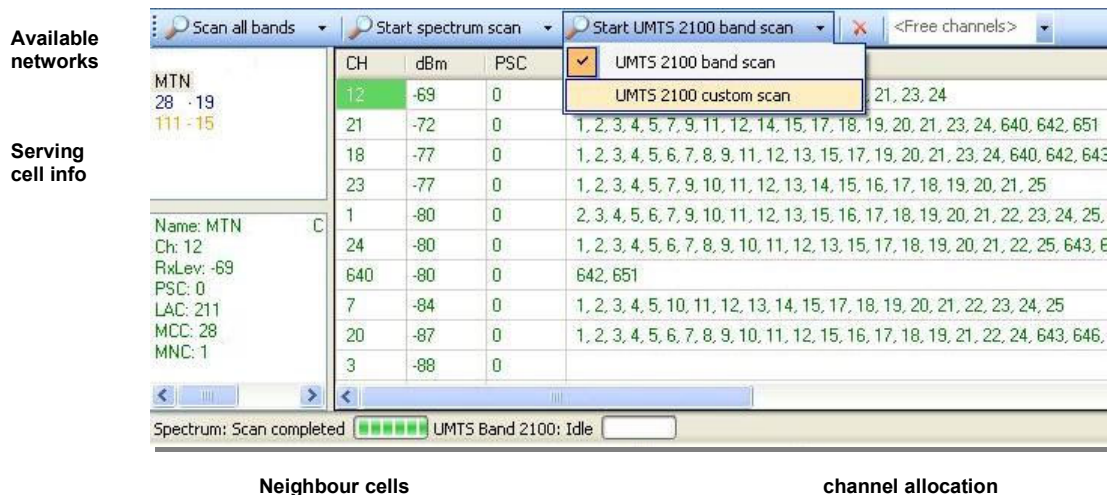 Available
networks
Serving
cell info
Scan all bands Start spectrum scan Start UMTS 2100 band scan <Free channels>
UMTS 2100 band scan
UMTS 2100 custom scan
MTN
28 - 19
111 - 15
Name: MTN C
Ch: 12
RxLev: -69
PSC: 0
LAC: 211
MCC: 28
MNC: 1
CH dBm PSC
12 -69 0 , 21, 23, 24
21 -72 0 1, 2, 3, 4, 5, 7, 9, 11, 12, 14, 15, 17, 18, 19, 20, 21, 23, 24, 640, 642, 651
18 -77 0 1, 2, 3, 4, 5, 6, 7, 8, 9, 11, 12, 13, 15, 17, 19, 20, 21, 23, 24, 640, 642, 643
23 -77 0 1, 2, 3, 4, 5, 7, 9, 10, 11, 12, 13, 14, 15, 16, 17, 18, 19, 20, 21, 25
1 -80 0 2, 3, 4, 5, 6, 7, 9, 10, 11, 12, 13, 15, 16, 17, 18, 19, 20, 21, 22, 23, 24, 25,
24 -80 0 1, 2, 3, 4, 5, 6, 7, 8, 9, 10, 11, 12, 13, 15, 17, 18, 19, 20, 21, 22, 25, 643,
640 -80 0 642, 651
7 -84 0 1, 2, 3, 4, 5, 10, 11, 12, 13, 14, 15, 17, 18, 19, 20, 21, 22, 23, 24, 25
20 -87 0 1, 2, 3, 4, 5, 6, 7, 8, 9, 10, 11, 12, 15, 16, 17, 18, 19, 21, 22, 24, 643, 646,
3 -88 0
Spectrum: Scan completed UMTS Band 2100: Idle
Neighbour cells channel allocation